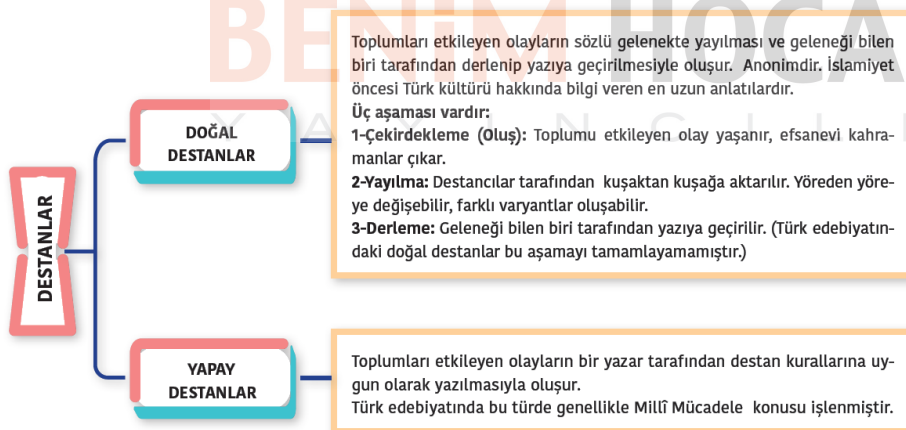 BENİM HOCA
YAYINCILI
DESTANLAR
DOĞAL
DESTANLAR
Toplumları etkileyen olayların sözlü gelenekte yayılması ve geleneği bilen
biri tarafından derlenip yazıya geçirilmesiyle oluşur. Anonimdir. İslamiyet
öncesi Türk kültürü hakkında bilgi veren en uzun anlatılardır.
Üç aşaması vardır:
1-Çekirdekleme (Oluş): Toplumu etkileyen olay yaşanır, efsanevi kahra-
manlar çıkar.
2-Yayılma: Destancılar tarafından kuşaktan kuşağa aktarılır. Yöreden yöre-
ye değişebilir, farklı varyantlar oluşabilir.
3-Derleme: Geleneği bilen biri tarafından yazıya geçirilir. (Türk edebiyatın-
daki doğal destanlar bu aşamayı tamamlayamamıştır.)
YAPAY
DESTANLAR
Toplumları etkileyen olayların bir yazar tarafından destan kurallarına uy-
gun olarak yazılmasıyla oluşur.
Türk edebiyatında bu türde genellikle Millî Mücadele konusu işlenmiştir.